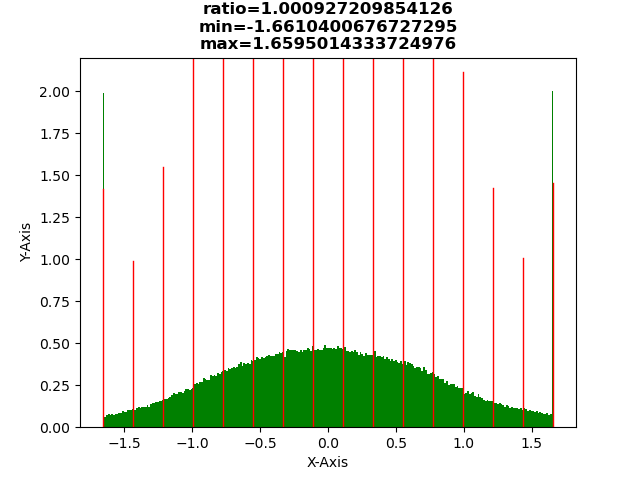 ratio=1.000927209854126
min=-1.6610400676727295
max=1.6595014333724976
2.00
1.75
1.50
1.25
1.00
0.75
0.50
0.25
0.00
Y-Axis
−1.5 −1.0 −0.5 0.0 0.5 1.0 1.5
X-Axis